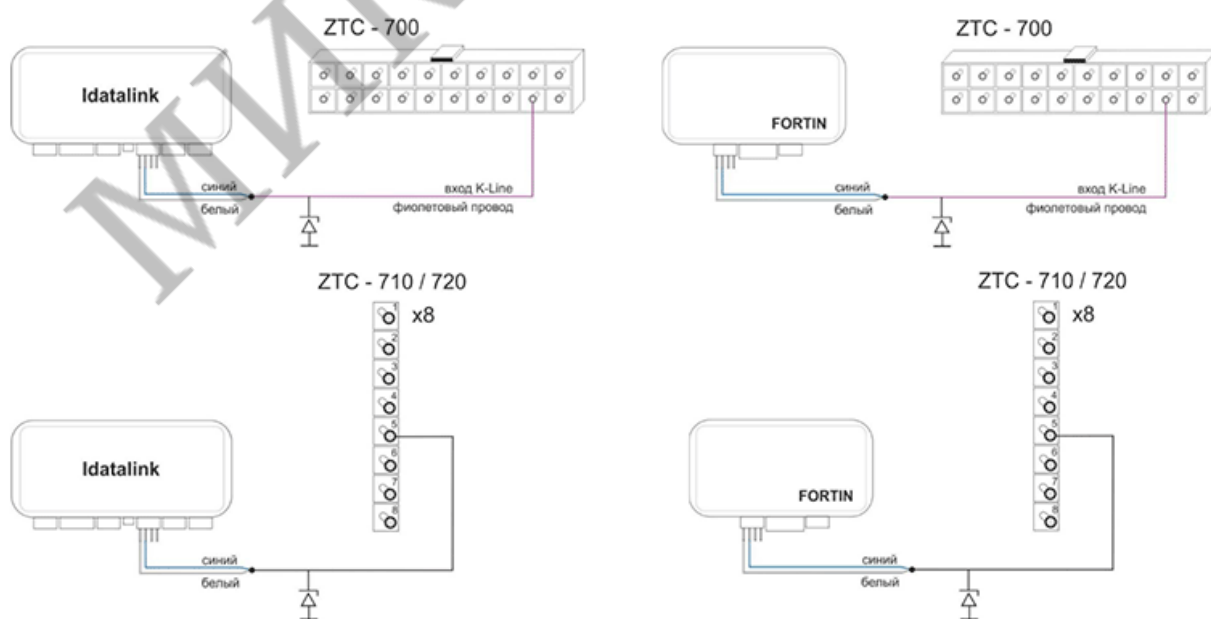 ZTC - 700
Idatalink
синий
белый
вход K-Line
фиолетовый провод
ZTC - 700
FORTIN
синий
белый
вход K-Line
фиолетовый провод
ZTC - 710 / 720
x8
1
2
3
4
5
6
7
8
Idatalink
синий
белый
ZTC - 710 / 720
x8
1
2
3
4
5
6
7
8
FORTIN
синий
белый